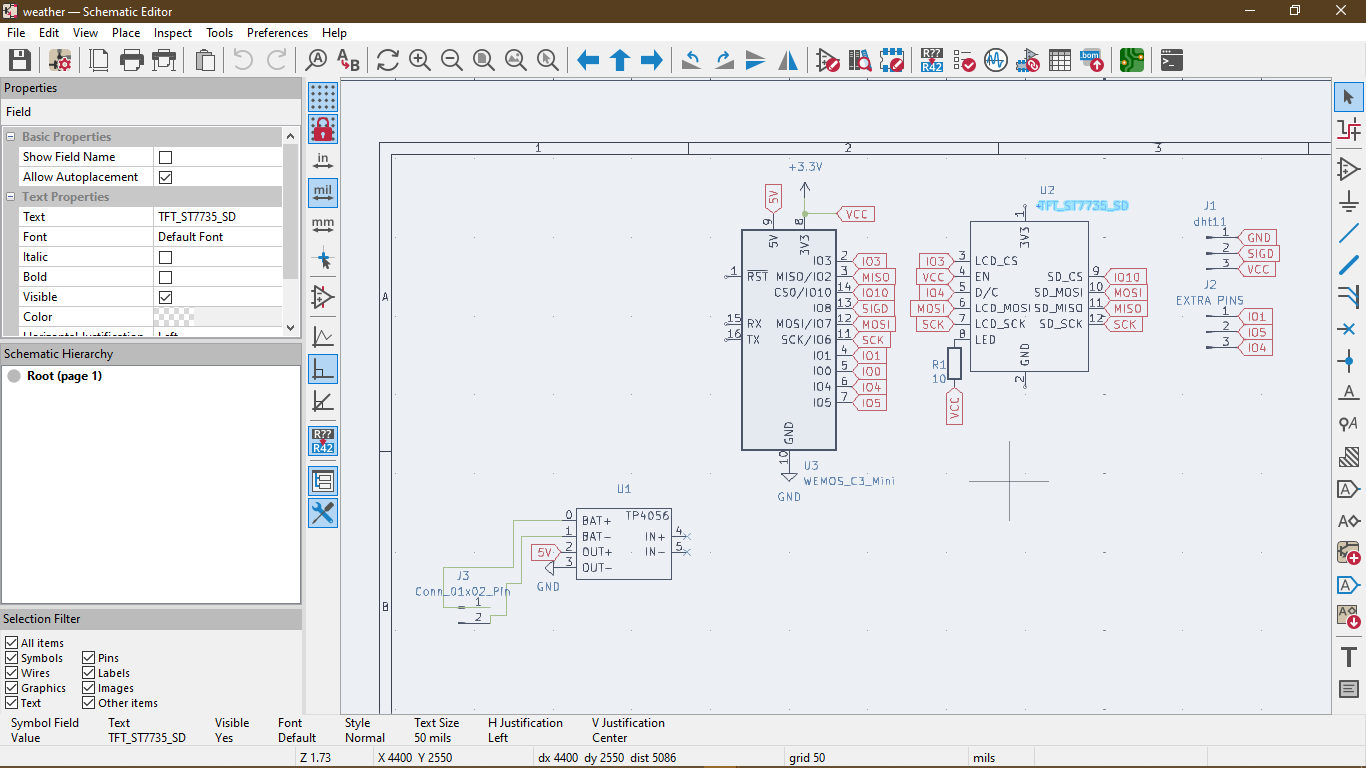 weather — Schematic Editor
File Edit View Place Inspect Tools Preferences Help
Properties
Field
Basic Properties
Show Field Name
Allow Autoplacement
Text Properties
Text TFT_ST7735_SD
Font Default Font
Italic
Bold
Visible
Color
Horizontal Justification Left
Schematic Hierarchy
Root (page 1)
Selection Filter
All items
Symbols Pins
Wires Labels
Graphics Images
Text Other items
in
mil
mm
R??
R42
R??
R42
bom
1 2 3
A
B
+3.3V
5V
VCC
9 8
5V 3V3
1 RST
15 RX
16 TX
IO3 2 IO3
MISO/IO2 3 MISO
CS0/IO10 14 IO10
IO8 13 SIGD
MOSI/IO7 12 MOSI
SCK/IO6 11 SCK
IO1 4 IO1
IO0 5 IO0
IO4 6 IO4
IO5 7 IO5
GND
10
GND
U3
WEMOS_C3_Mini
U2
TFT_ST7735_SD
1
3V3
IO3 3 LCD_CS
VCC 4 EN
IO4 5 D/C
MOSI 6 LCD_MOSI
SCK 7 LCD_SCK
8 LED
SD_CS 9 IO10
SD_MOSI 10 MOSI
SD_MISO 11 MISO
SD_SCK 12 SCK
GND
2
R1
10
VCC
J1
dht11
1 GND
2 SIGD
3 VCC
J2
EXTRA PINS
1 IO1
2 IO5
3 IO4
U1
TP4056
0 BAT+
1 BAT-
5V 2 OUT+
3 OUT-
IN+ 4
IN- 5
GND
J3
Conn_01x02_Pin
1
2
Symbol Field Text Visible Font Style Text Size H Justification V Justification
Value TFT_ST7735_SD Yes Default Normal 50 mils Left Center
Z 1.73 X 4400 Y 2550 dx 4400 dy 2550 dist 5086 grid 50 mils